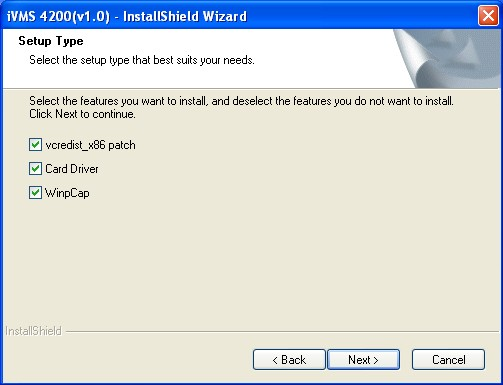 iVMS 4200(v1.0) - InstallShield Wizard
Setup Type
Select the setup type that best suits your needs.
Select the features you want to install, and deselect the features you do not want to install.
Click Next to continue.
vcredist_x86 patch
Card Driver
WinpCap
InstallShield
< Back
Next >
Cancel